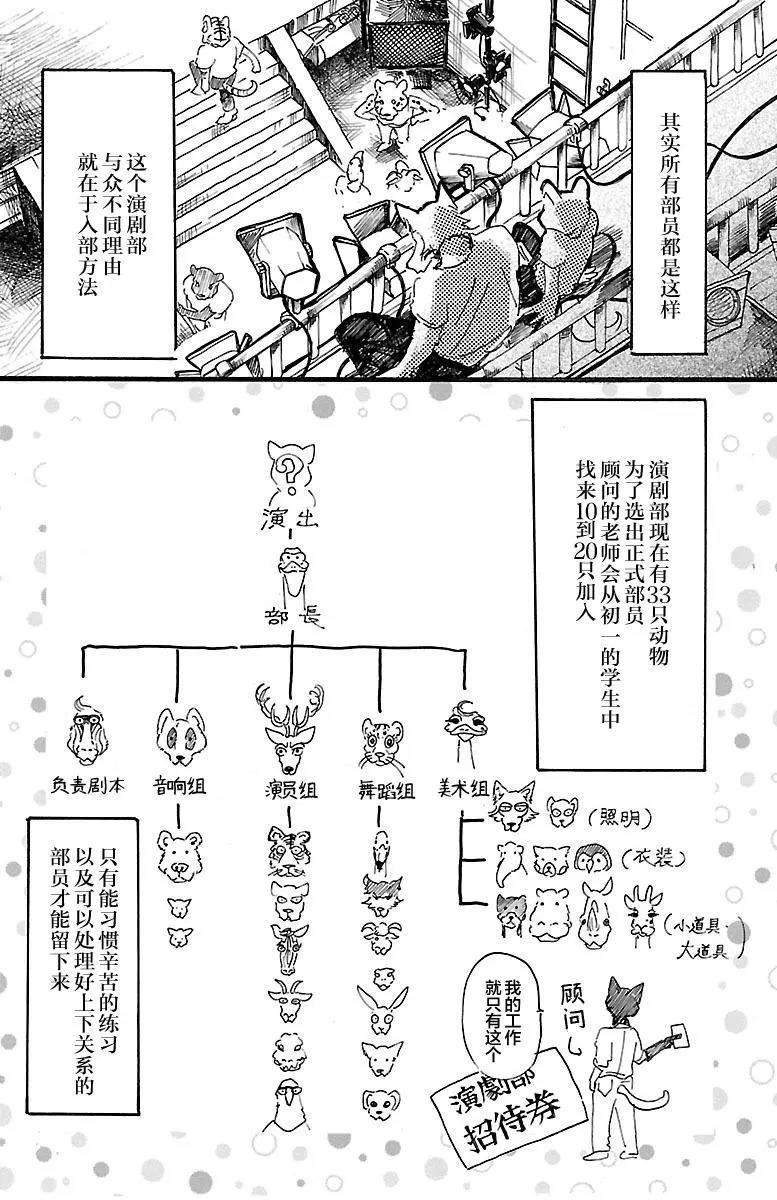 其实所有部员都是这样
这个演剧部
与众不同理由
就在于入部方法
演剧部现在有33只动物
为了选出正式部员
顾问的老师会从初一的学生中
找来10到20只加入
?
演出
部長
负责剧本
音响组
演员组
舞蹈组
美术组
(照明)
(衣装)
(小道具·
大道具)
只有能习惯辛苦的练习
以及可以处理好上下关系的
部员才能留下来
我的工作
就只有这个
顾问
演劇部
招待券